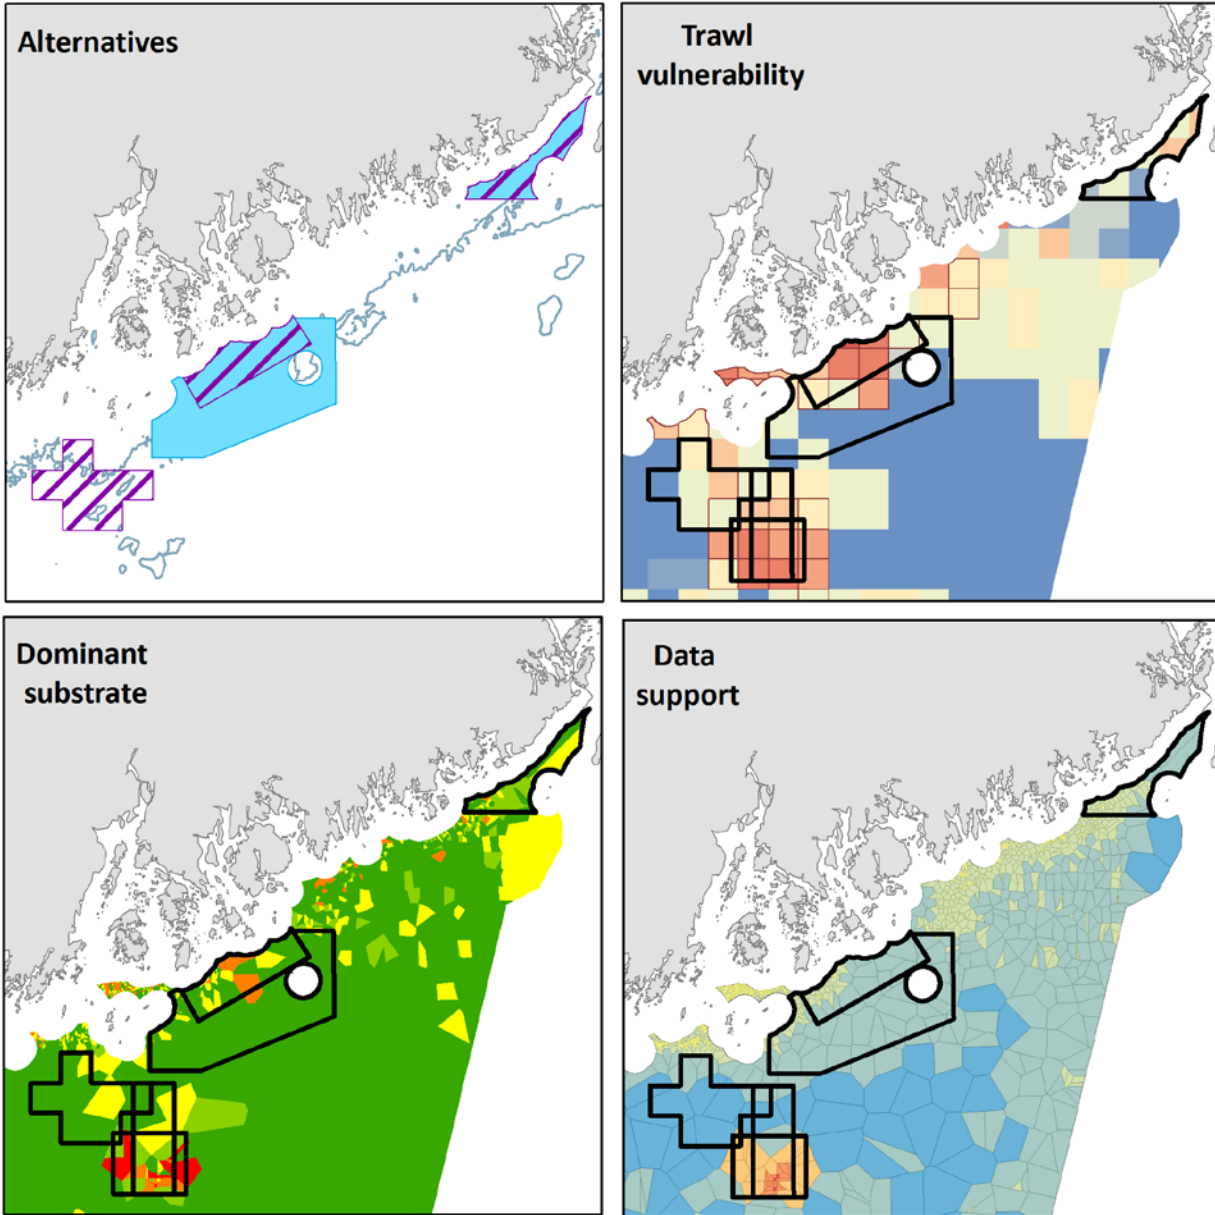 Alternatives
Trawl
vulnerability
Dominant
substrate
Data
support